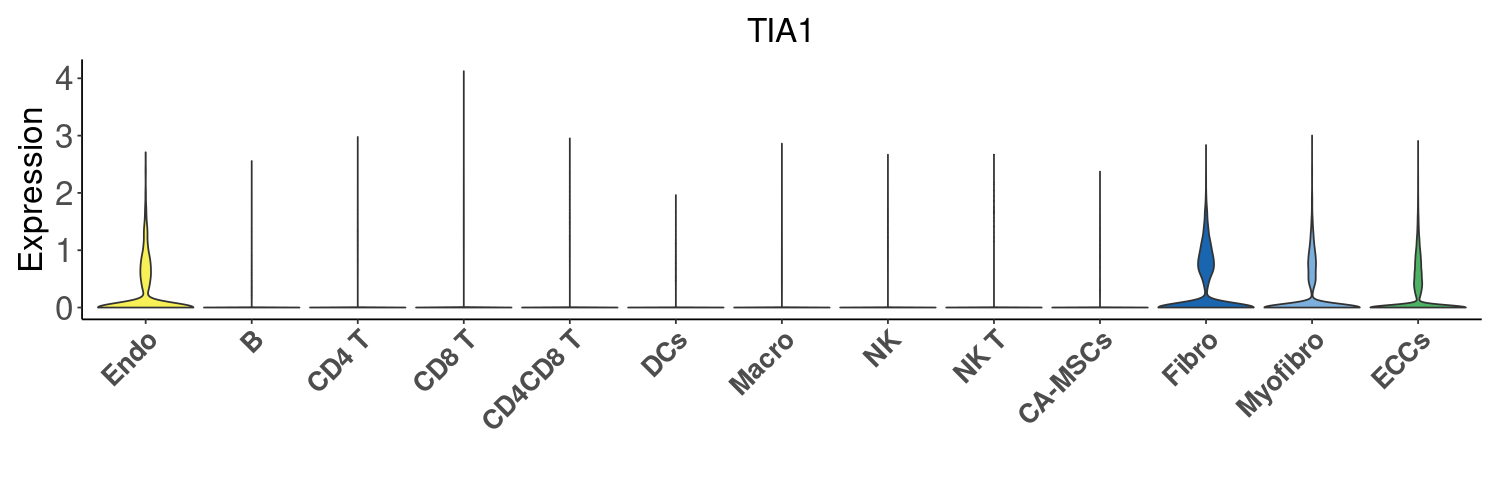 TIA1
Expression
4
3
2
1
0
Endo
B
CD4 T
CD8 T
CD4CD8 T
DCs
Macro
NK
NK T
CA-MSCs
Fibro
Myofibro
ECCs